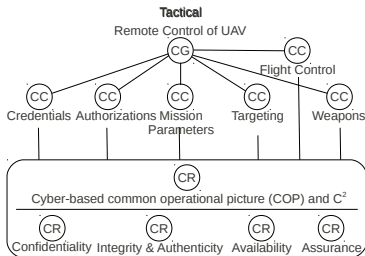 Tactical
Remote Control of UAV
CG
CC
Flight Control
CC
CC
CC
CC
CC
Credentials
Authorizations
Mission
Parameters
Targeting
Weapons
CR
Cyber-based common operational picture (COP) and C²
CR
CR
CR
CR
Confidentiality
Integrity & Authenticity
Availability
Assurance